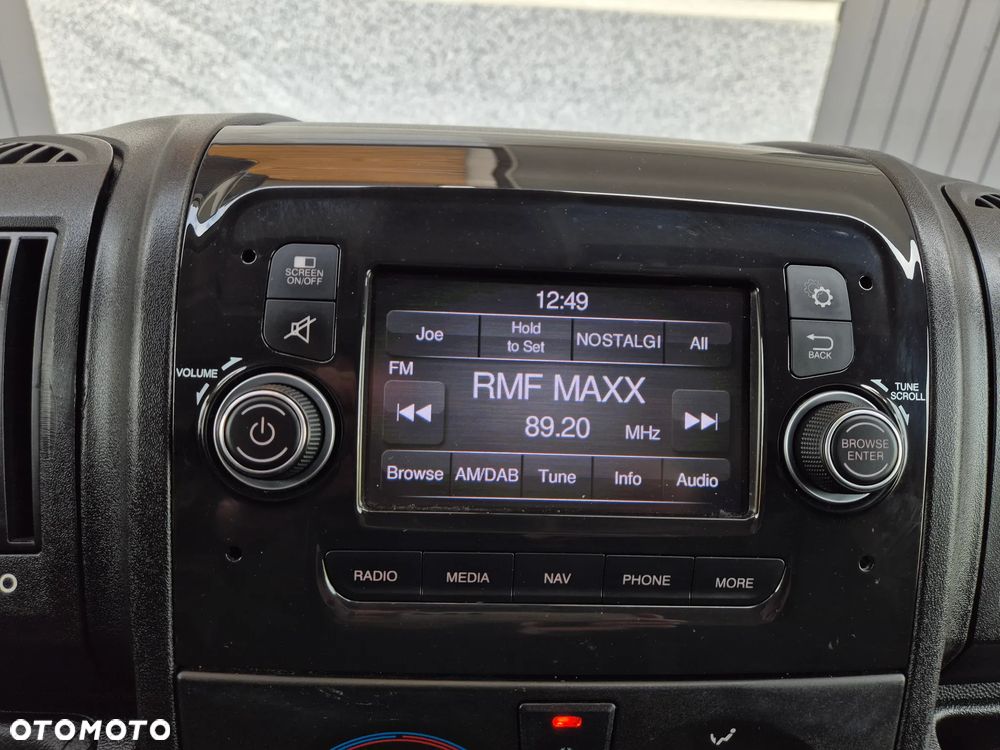 12:49
Joe Hold to Set NOSTALGI All
FM
RMF MAXX
89.20 MHz
Browse AM/DAB Tune Info Audio
SCREEN
ON/OFF
VOLUME
BACK
TUNE
SCROLL
BROWSE
ENTER
RADIO MEDIA NAV PHONE MORE
OTOMOTO